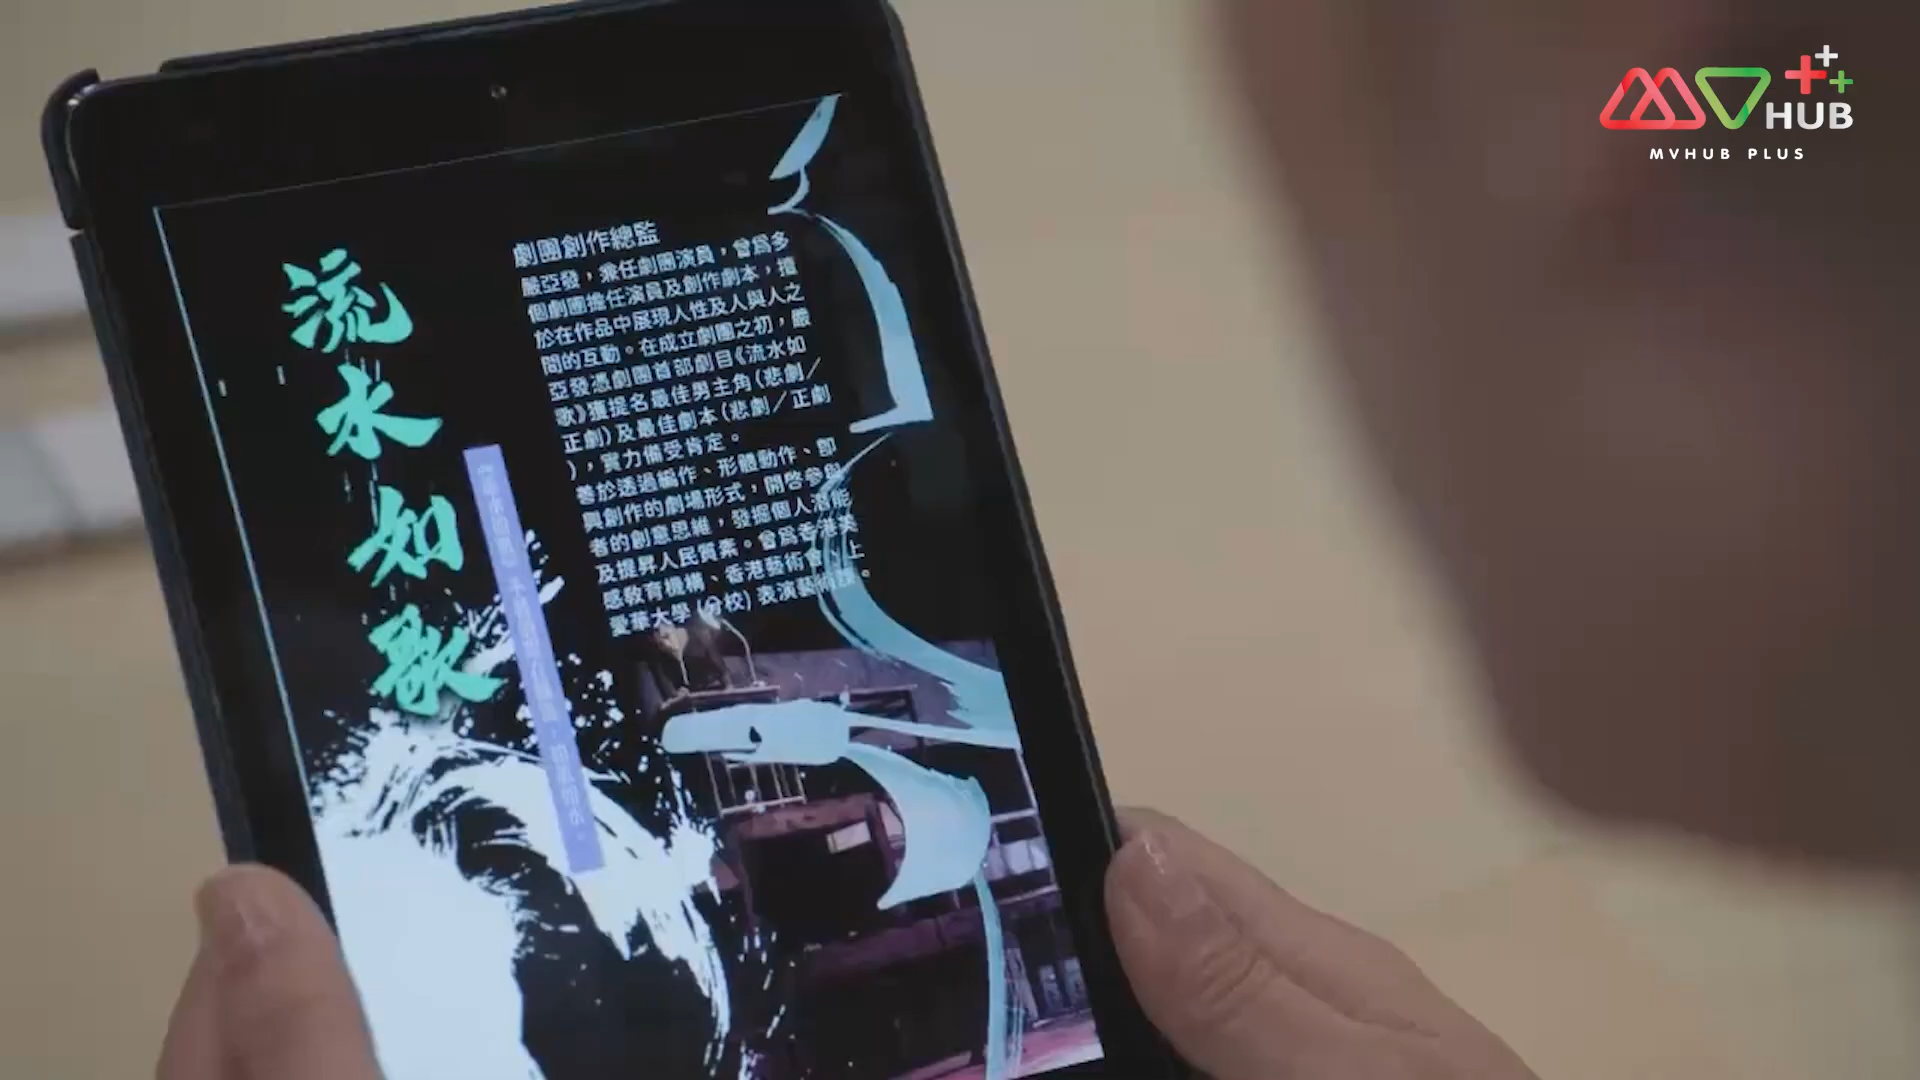 流水如歌
劇團創作總監
嚴亞發，兼任劇團演員，曾為多
個劇團擔任演員及創作劇本，擅
於在作品中展現人性及人與人之
間的互動。在成立劇團之初，嚴
亞發憑劇團首部劇目《流水如
歌》獲提名最佳男主角（悲劇／
正劇）及最佳劇本（悲劇／正劇
），實力備受肯定。
善於透過編作、形體動作、即
興創作的劇場形式，開啓參與
者的創意思維，發掘個人潛能
及提昇人民質素。曾為香港美
感教育機構、香港藝術會、上
愛華大學（分校）表演藝術
MV HUB
MVHUB PLUS